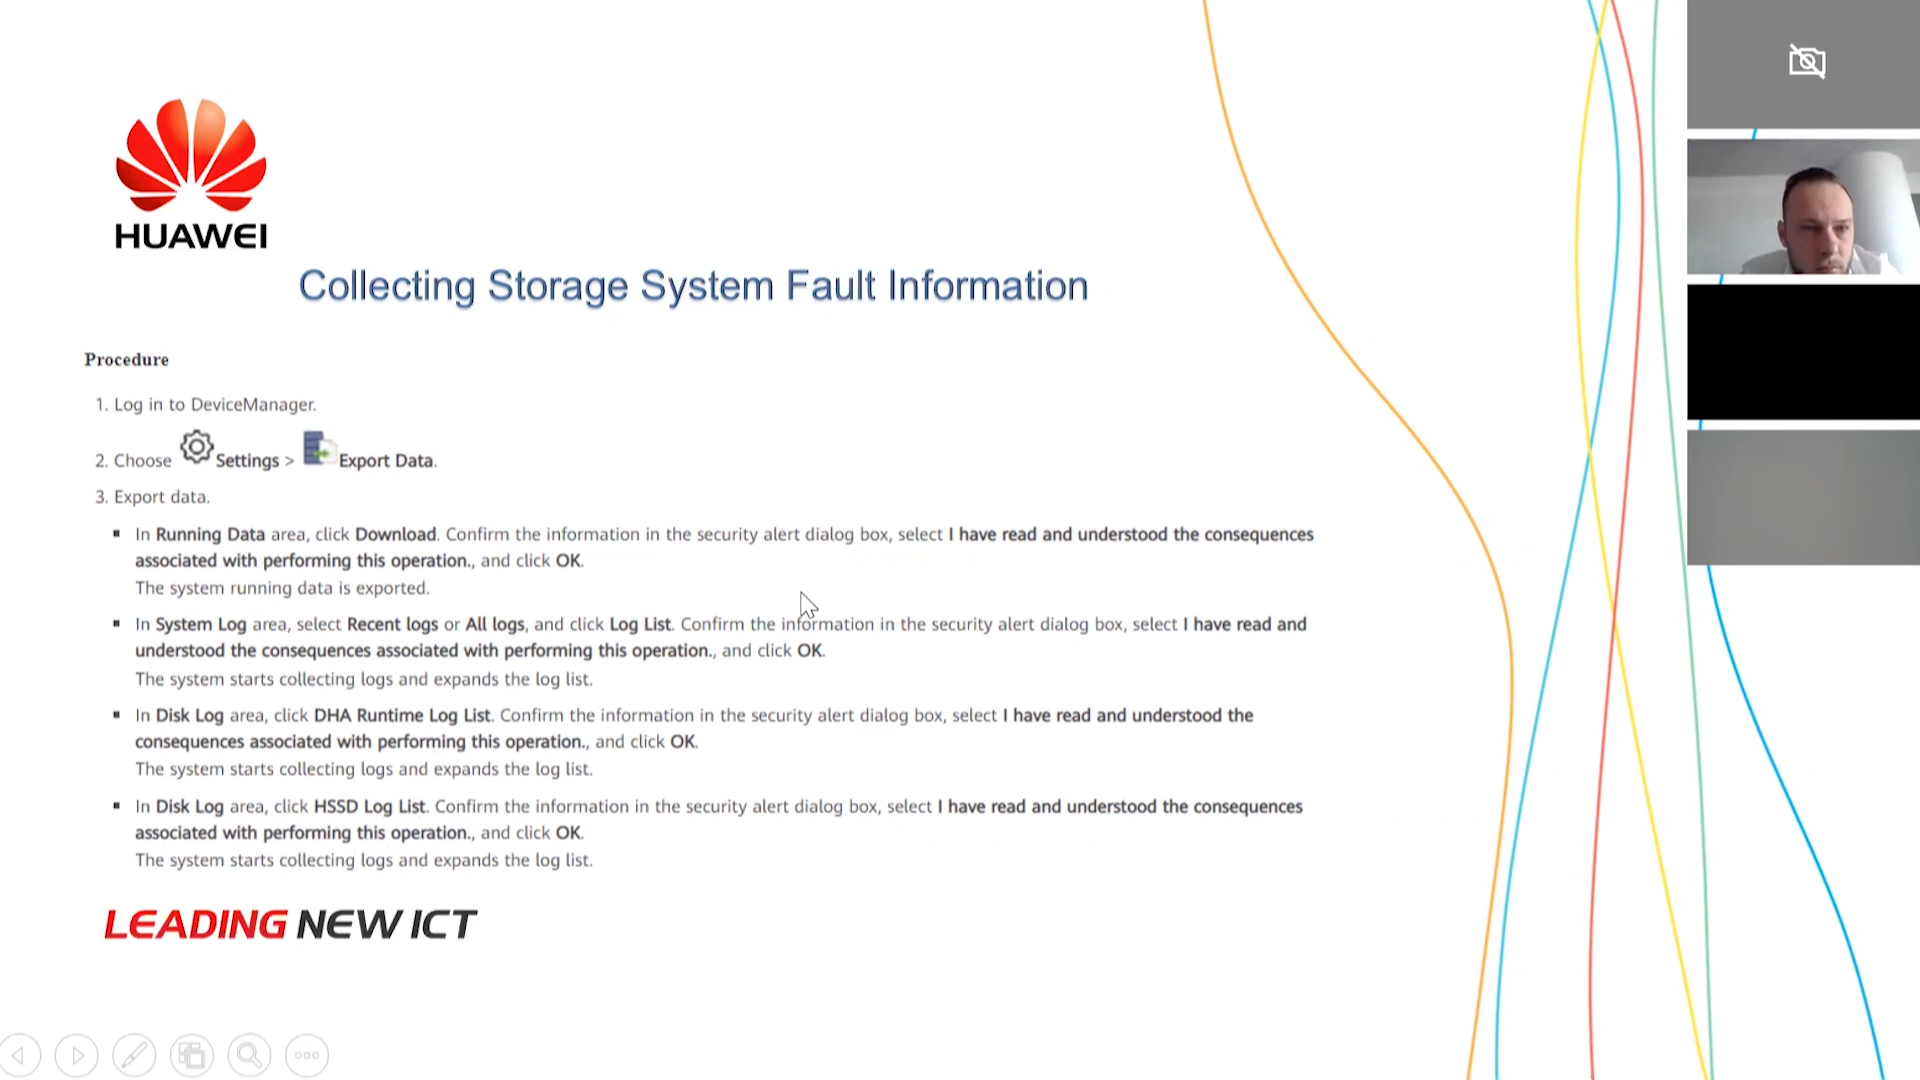 HUAWEI
Collecting Storage System Fault Information
Procedure
1. Log in to DeviceManager.
2. Choose Settings > Export Data.
3. Export data.
▪ In Running Data area, click Download. Confirm the information in the security alert dialog box, select I have read and understood the consequences
associated with performing this operation., and click OK.
The system running data is exported.
▪ In System Log area, select Recent logs or All logs, and click Log List. Confirm the information in the security alert dialog box, select I have read and
understood the consequences associated with performing this operation., and click OK.
The system starts collecting logs and expands the log list.
▪ In Disk Log area, click DHA Runtime Log List. Confirm the information in the security alert dialog box, select I have read and understood the
consequences associated with performing this operation., and click OK.
The system starts collecting logs and expands the log list.
▪ In Disk Log area, click HSSD Log List. Confirm the information in the security alert dialog box, select I have read and understood the consequences
associated with performing this operation., and click OK.
The system starts collecting logs and expands the log list.
LEADING NEW ICT